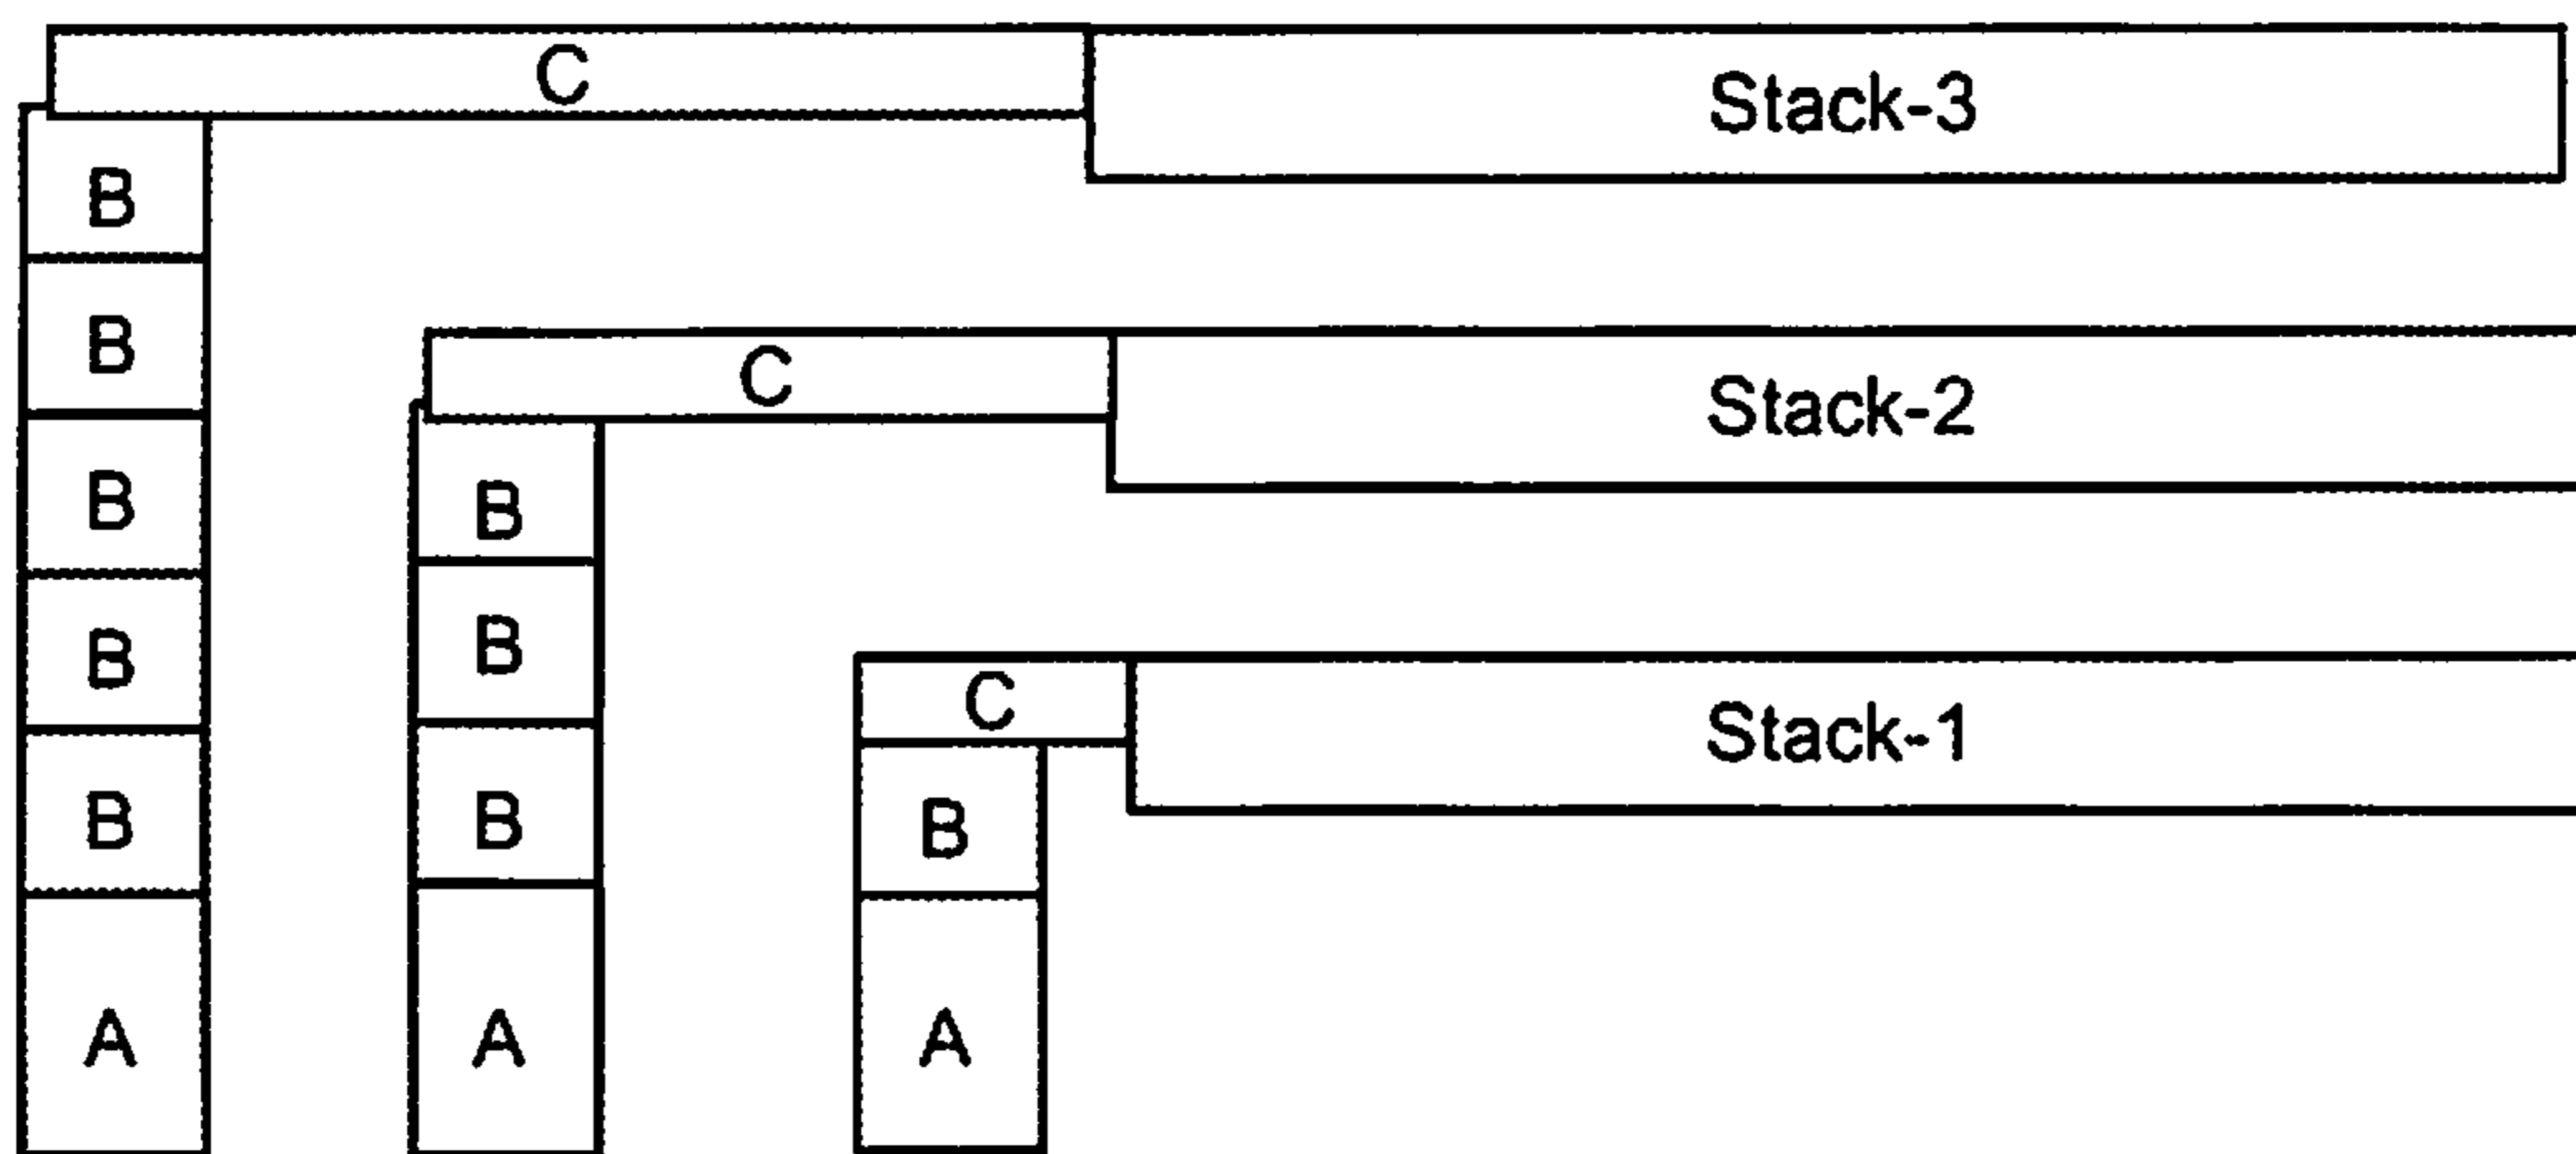 C Stack-3
B
B C Stack-2
B B
B B
B B C Stack-1
B
A A A